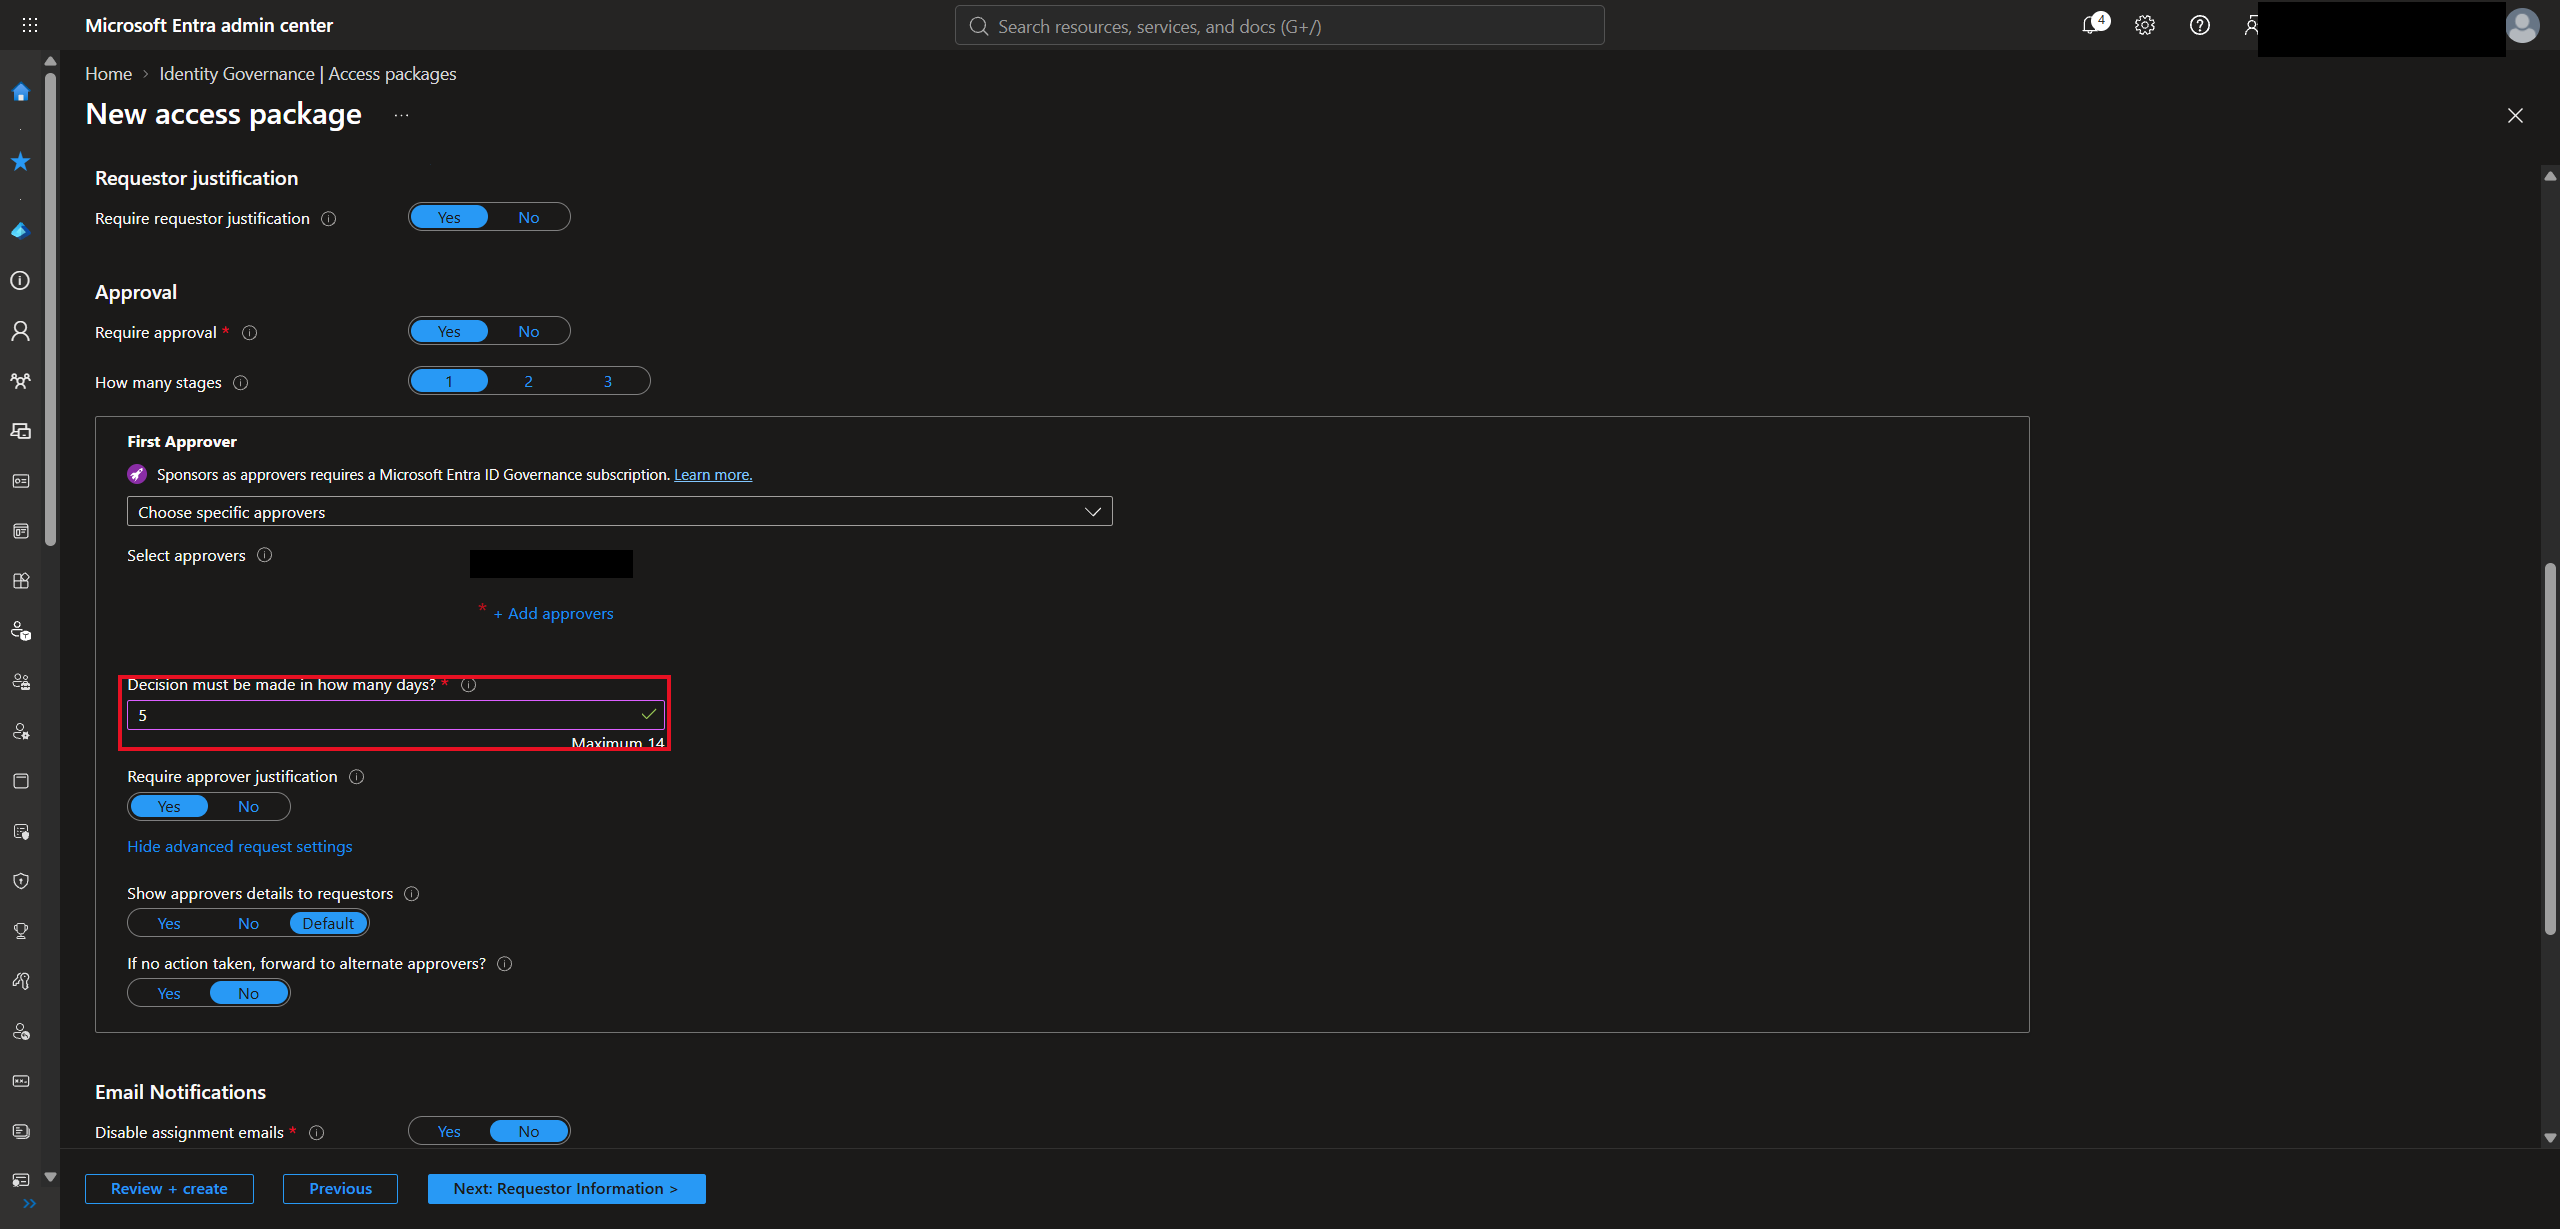 Microsoft Entra admin center
Search resources, services, and docs (G+/)
4
Home > Identity Governance | Access packages
New access package ...
Requestor justification
Require requestor justification
Yes No
Approval
Require approval *
Yes No
How many stages
1 2 3
First Approver
Sponsors as approvers requires a Microsoft Entra ID Governance subscription. Learn more.
Choose specific approvers
Select approvers
* + Add approvers
Decision must be made in how many days? *
5
Maximum 14
Require approver justification
Yes No
Hide advanced request settings
Show approvers details to requestors
Yes No Default
If no action taken, forward to alternate approvers?
Yes No
Email Notifications
Disable assignment emails *
Yes No
Review + create
Previous
Next: Requestor Information >